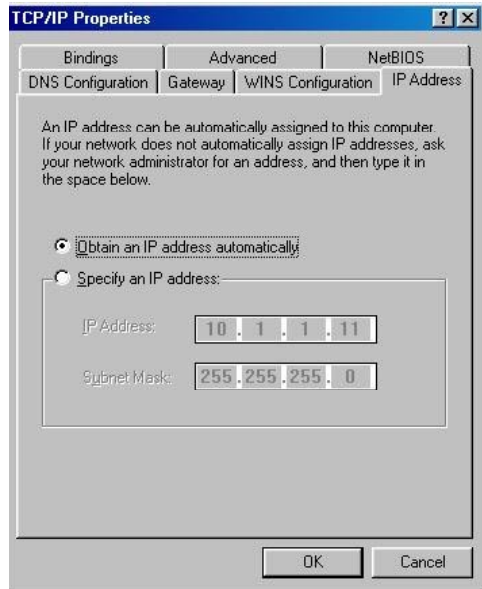 TCP/IP Properties
? X
Bindings Advanced NetBIOS
DNS Configuration Gateway WINS Configuration IP Address
An IP address can be automatically assigned to this computer.
If your network does not automatically assign IP addresses, ask
your network administrator for an address, and then type it in
the space below.
Obtain an IP address automatically
Specify an IP address:
IP Address: 10 . 1 . 1 . 11
Subnet Mask: 255 . 255 . 255 . 0
OK Cancel